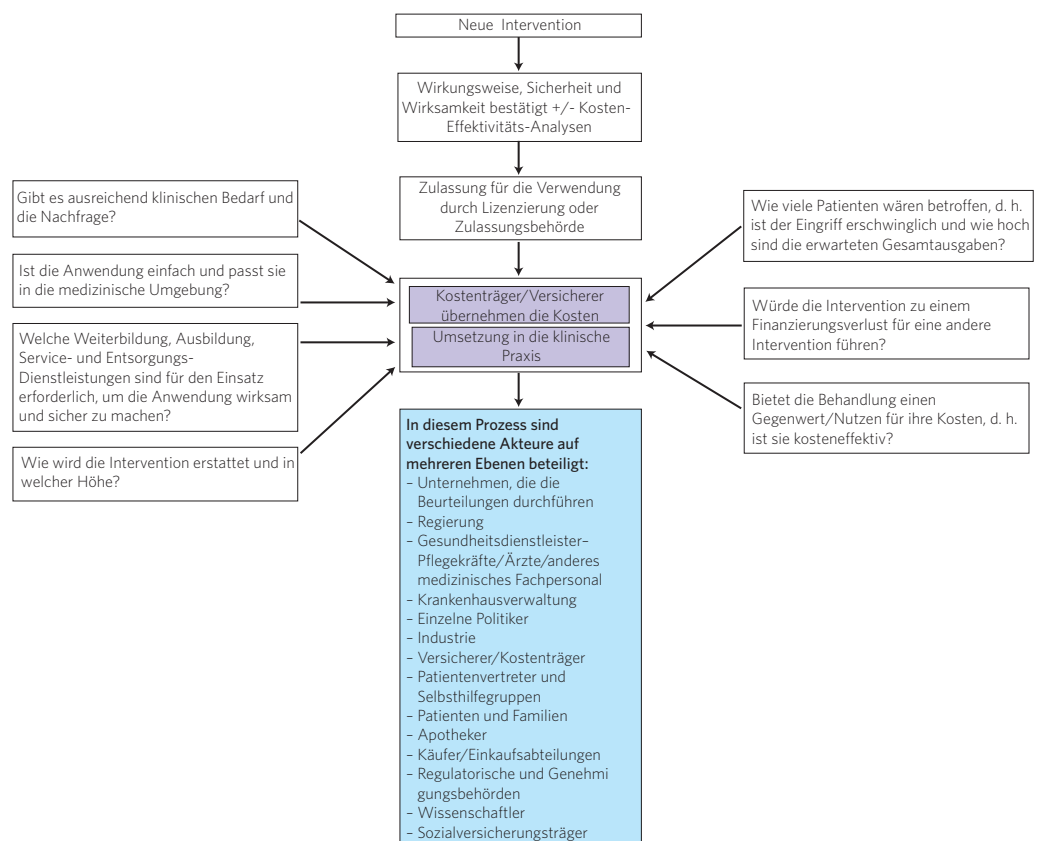 Neue Intervention
Wirkungsweise, Sicherheit und
Wirksamkeit bestätigt +/- Kosten-
Effektivitäts-Analysen
Zulassung für die Verwendung
durch Lizenzierung oder
Zulassungsbehörde
Gibt es ausreichend klinischen Bedarf und
die Nachfrage?
Ist die Anwendung einfach und passt sie
in die medizinische Umgebung?
Welche Weiterbildung, Ausbildung,
Service- und Entsorgungs-
Dienstleistungen sind für den Einsatz
erforderlich, um die Anwendung wirksam
und sicher zu machen?
Wie wird die Intervention erstattet und in
welcher Höhe?
Kostenträger/Versicherer
übernehmen die Kosten
Umsetzung in die klinische
Praxis
Wie viele Patienten wären betroffen, d. h.
ist der Eingriff erschwinglich und wie hoch
sind die erwarteten Gesamtausgaben?
Würde die Intervention zu einem
Finanzierungsverlust für eine andere
Intervention führen?
Bietet die Behandlung einen
Gegenwert/Nutzen für ihre Kosten, d. h.
ist sie kosteneffektiv?
In diesem Prozess sind
verschiedene Akteure auf
mehreren Ebenen beteiligt:
– Unternehmen, die die
Beurteilungen durchführen
– Regierung
– Gesundheitsdienstleister–
Pflegekräfte/Ärzte/anderes
medizinisches Fachpersonal
– Krankenhausverwaltung
– Einzelne Politiker
– Industrie
– Versicherer/Kostenträger
– Patientenvertreter und
Selbsthilfegruppen
– Patienten und Familien
– Apotheker
– Käufer/Einkaufsabteilungen
– Regulatorische und Genehmi
gungsbehörden
– Wissenschaftler
– Sozialversicherungsträger